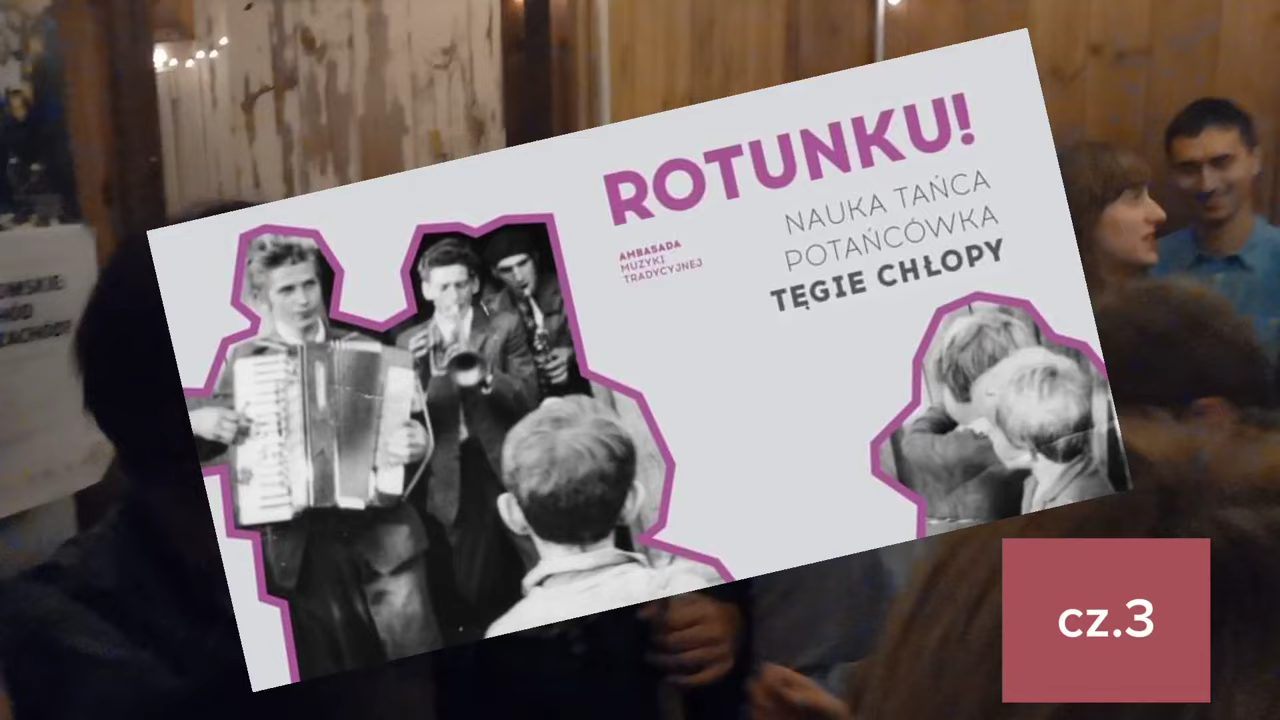 ROTUNKU!
AMBASADA
MUZYKI
TRADYCYJNEJ
NAUKA TAŃCA
POTAŃCÓWKA
TĘGIE CHŁOPY
cz.3